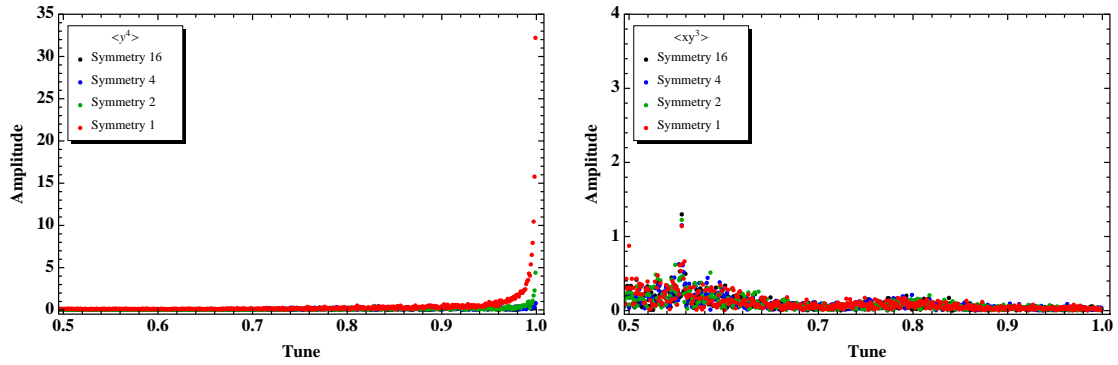 <y⁴>
Symmetry 16
Symmetry 4
Symmetry 2
Symmetry 1
Amplitude
35
30
25
20
15
10
5
0
0.5 0.6 0.7 0.8 0.9 1.0
Tune
<xy³>
Symmetry 16
Symmetry 4
Symmetry 2
Symmetry 1
Amplitude
4
3
2
1
0
0.5 0.6 0.7 0.8 0.9 1.0
Tune